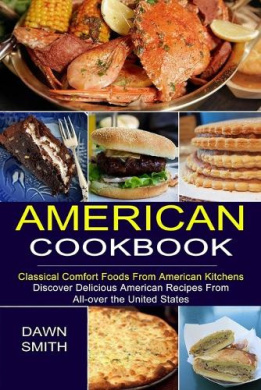 AMERICAN
COOKBOOK
Classical Comfort Foods From American Kitchens
Discover Delicious American Recipes From
All-over the United States
DAWN
SMITH